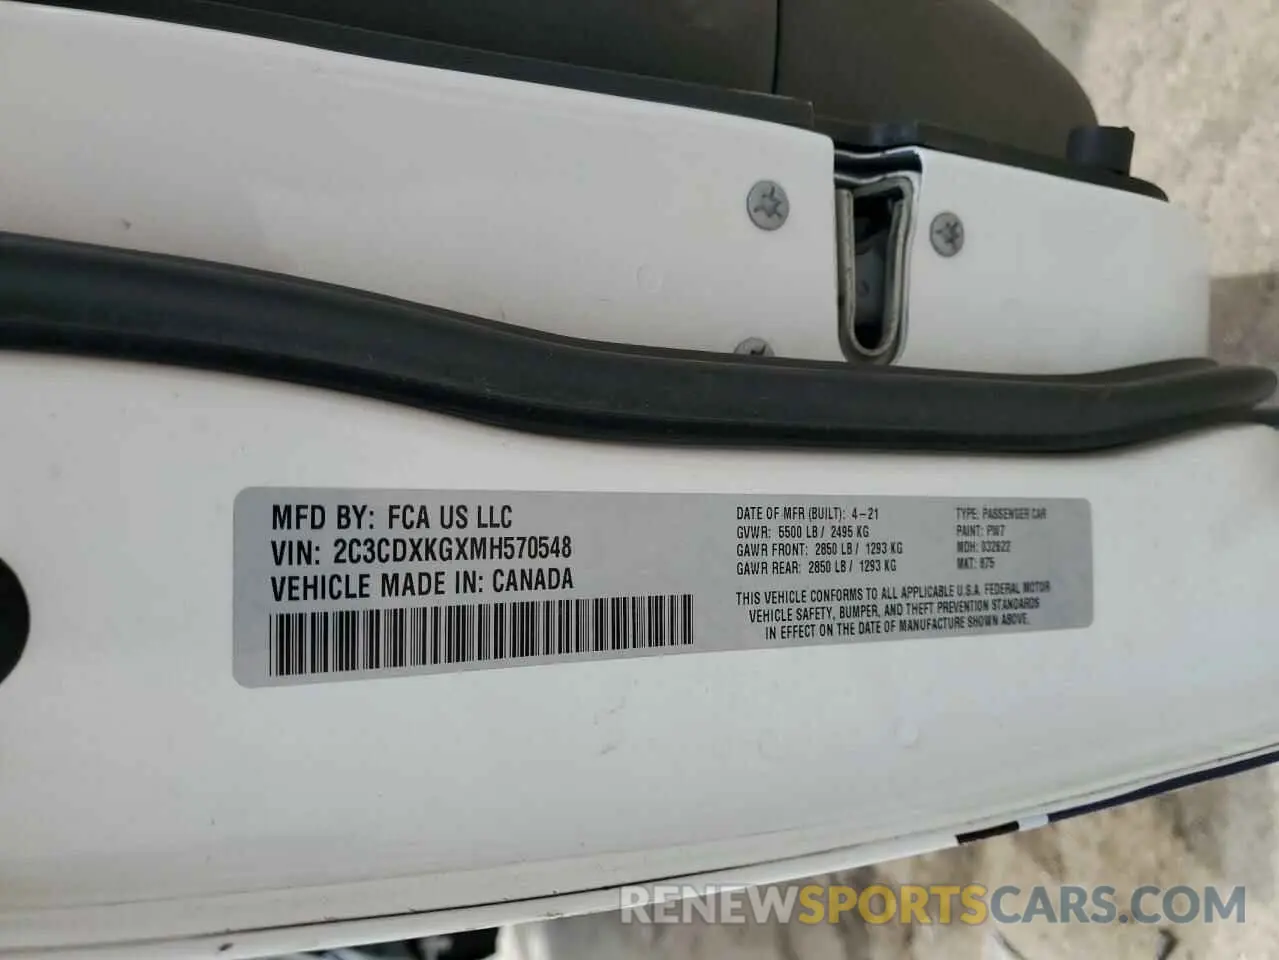 MFD BY: FCA US LLC
VIN: 2C3CDXKGXMH570548
VEHICLE MADE IN: CANADA
DATE OF MFR (BUILT): 4-21
GVWR: 5500 LB / 2495 KG
GAWR FRONT: 2850 LB / 1293 KG
GAWR REAR: 2850 LB / 1293 KG
TYPE: PASSENGER CAR
PAINT: PW7
MDH: 032622
MAT: 875
THIS VEHICLE CONFORMS TO ALL APPLICABLE U.S.A. FEDERAL MOTOR
VEHICLE SAFETY, BUMPER, AND THEFT PREVENTION STANDARDS
IN EFFECT ON THE DATE OF MANUFACTURE SHOWN ABOVE.
RENEWSPORTSCARS.COM